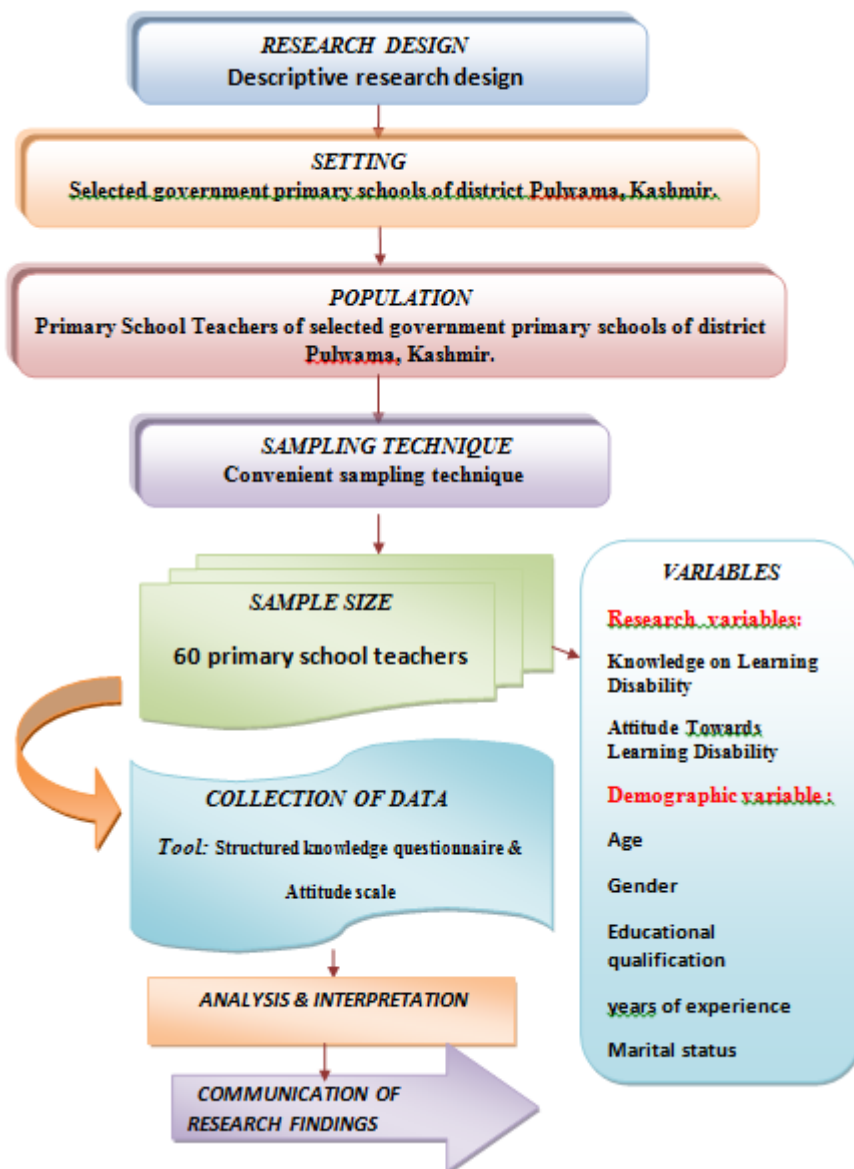 RESEARCH DESIGN
Descriptive research design
SETTING
Selected government primary schools of district Pulwama, Kashmir.
POPULATION
Primary School Teachers of selected government primary schools of district
Pulwama, Kashmir.
SAMPLING TECHNIQUE
Convenient sampling technique
SAMPLE SIZE
60 primary school teachers
VARIABLES
Research variables:
Knowledge on Learning
Disability
Attitude Towards
Learning Disability
Demographic variable :
Age
Gender
Educational
qualification
years of experience
Marital status
COLLECTION OF DATA
Tool: Structured knowledge questionnaire &
Attitude scale
ANALYSIS & INTERPRETATION
COMMUNICATION OF
RESEARCH FINDINGS